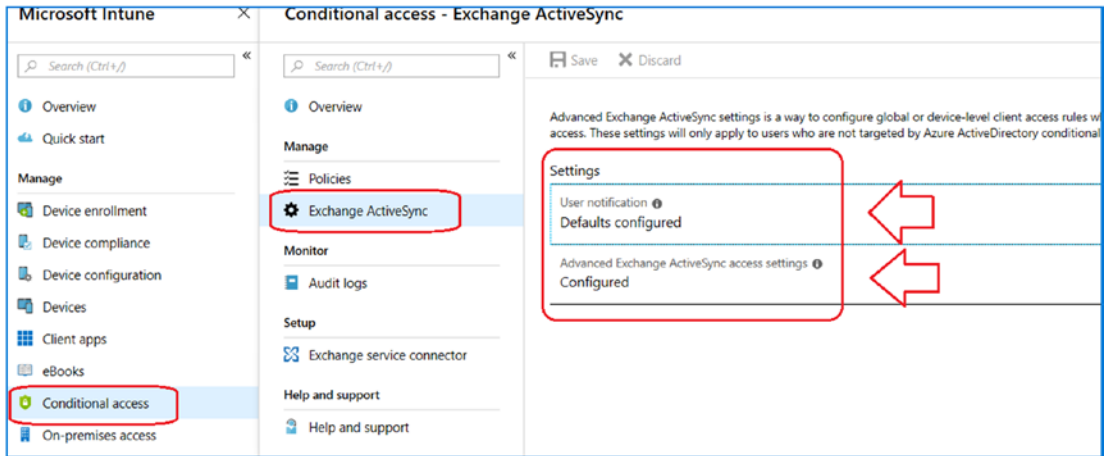 Microsoft Intune
Search (Ctrl+/)
Overview
Quick start
Manage
Device enrollment
Device compliance
Device configuration
Devices
Client apps
eBooks
Conditional access
On-premises access
Conditional access - Exchange ActiveSync
Search (Ctrl+/)
Overview
Manage
Policies
Exchange ActiveSync
Monitor
Audit logs
Setup
Exchange service connector
Help and support
Help and support
Save Discard
Advanced Exchange ActiveSync settings is a way to configure global or device-level client access rules w
access. These settings will only apply to users who are not targeted by Azure ActiveDirectory conditional
Settings
User notification
Defaults configured
Advanced Exchange ActiveSync access settings
Configured